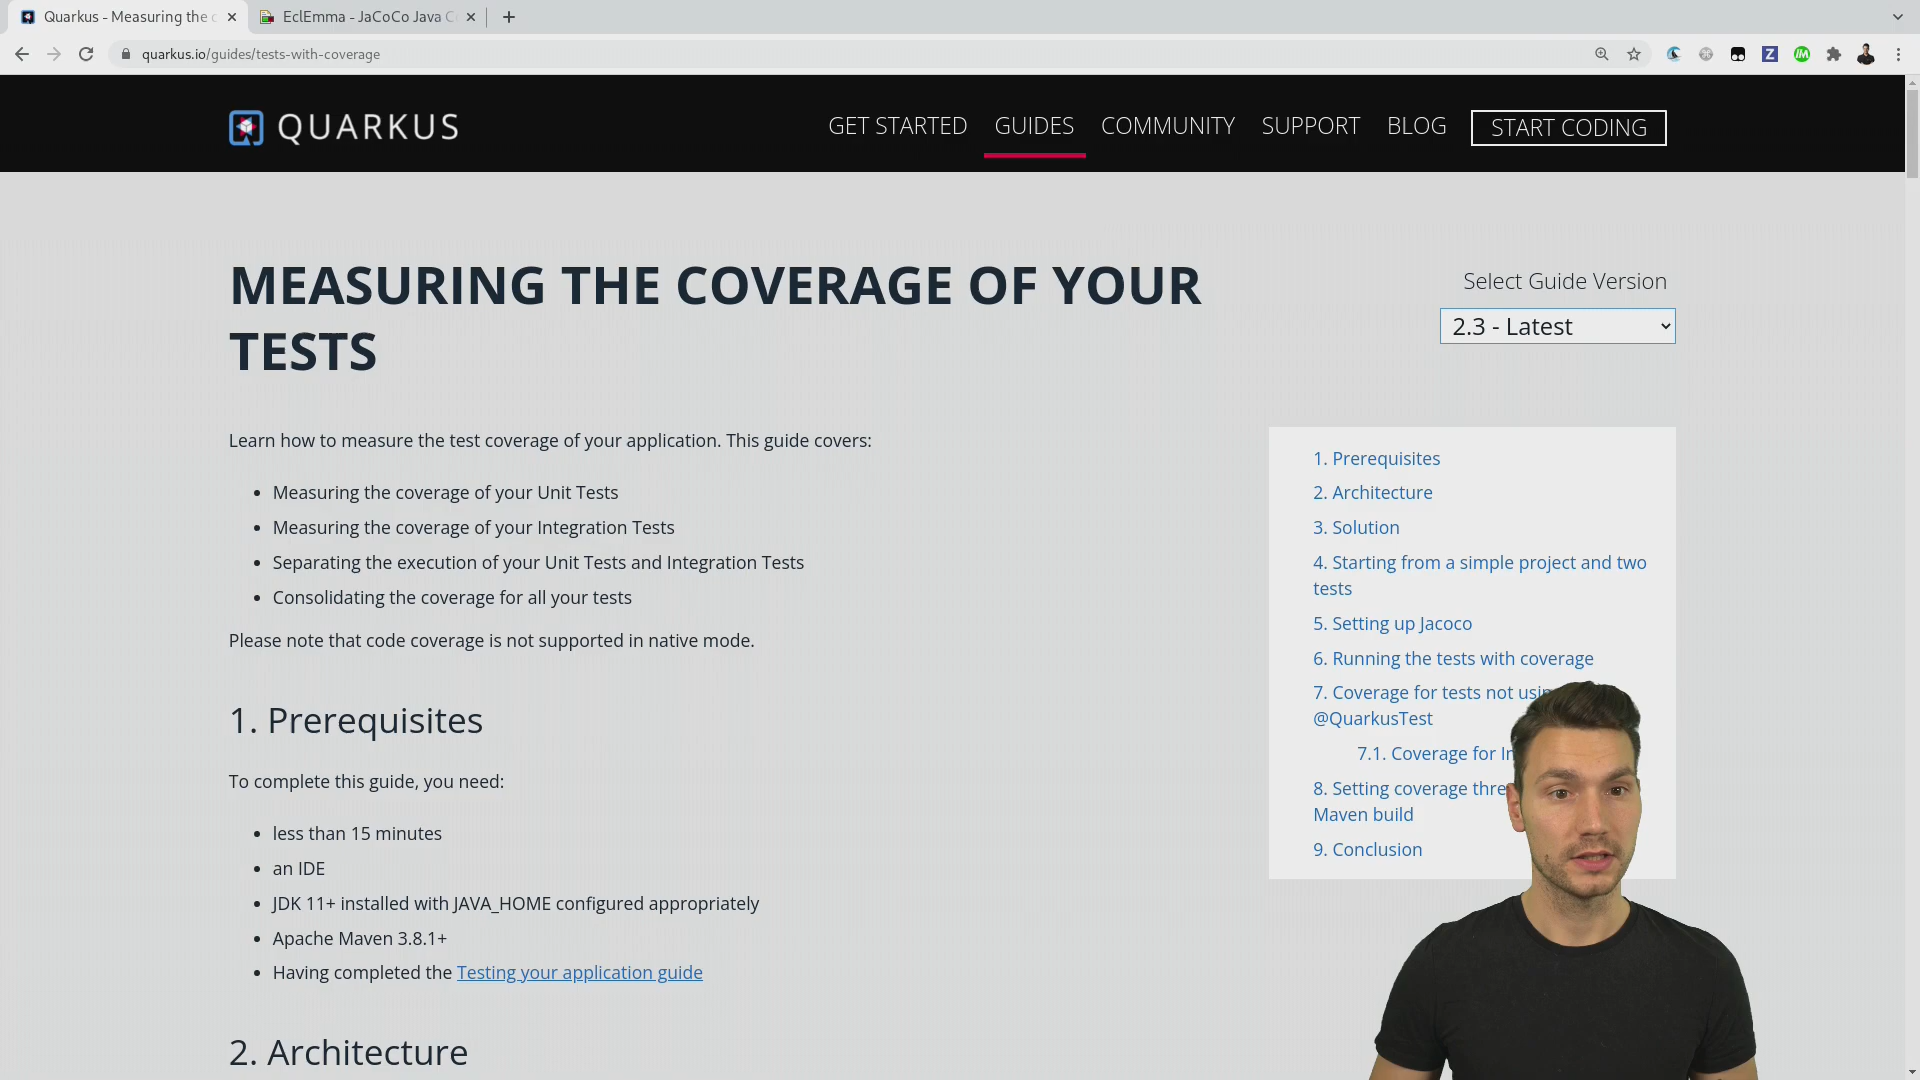 Quarkus - Measuring the c
EclEmma - JaCoCo Java C
quarkus.io/guides/tests-with-coverage
QUARKUS
GET STARTED
GUIDES
COMMUNITY
SUPPORT
BLOG
START CODING
MEASURING THE COVERAGE OF YOUR
TESTS
Select Guide Version
2.3 - Latest
Learn how to measure the test coverage of your application. This guide covers:
• Measuring the coverage of your Unit Tests
• Measuring the coverage of your Integration Tests
• Separating the execution of your Unit Tests and Integration Tests
• Consolidating the coverage for all your tests
Please note that code coverage is not supported in native mode.
1. Prerequisites
To complete this guide, you need:
• less than 15 minutes
• an IDE
• JDK 11+ installed with JAVA_HOME configured appropriately
• Apache Maven 3.8.1+
• Having completed the Testing your application guide
2. Architecture
1. Prerequisites
2. Architecture
3. Solution
4. Starting from a simple project and two
tests
5. Setting up Jacoco
6. Running the tests with coverage
7. Coverage for tests not usin
@QuarkusTest
7.1. Coverage for In
8. Setting coverage thre
Maven build
9. Conclusion